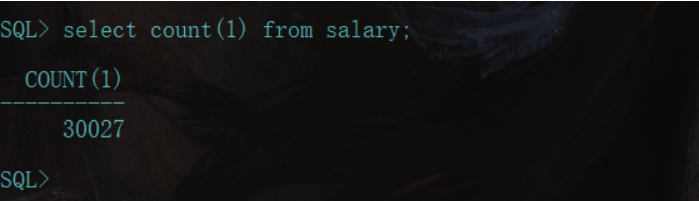 SQL> select count(1) from salary;
COUNT(1)
----------
30027
SQL>